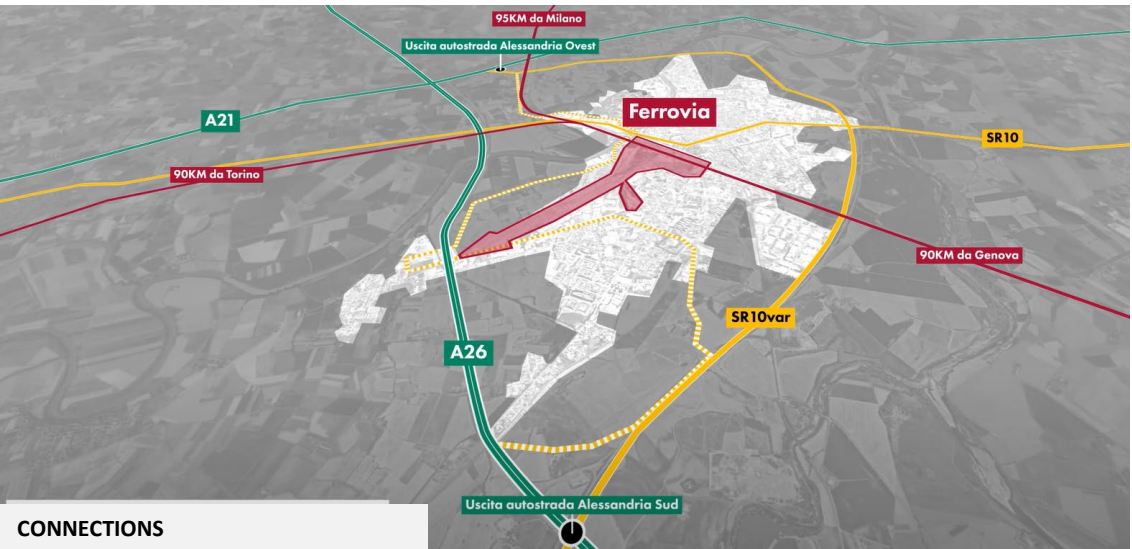 95KM da Milano
Uscita autostrada Alessandria Ovest
Ferrovia
A21
SR10
90KM da Torino
90KM da Genova
SR10var
A26
Uscita autostrada Alessandria Sud
CONNECTIONS